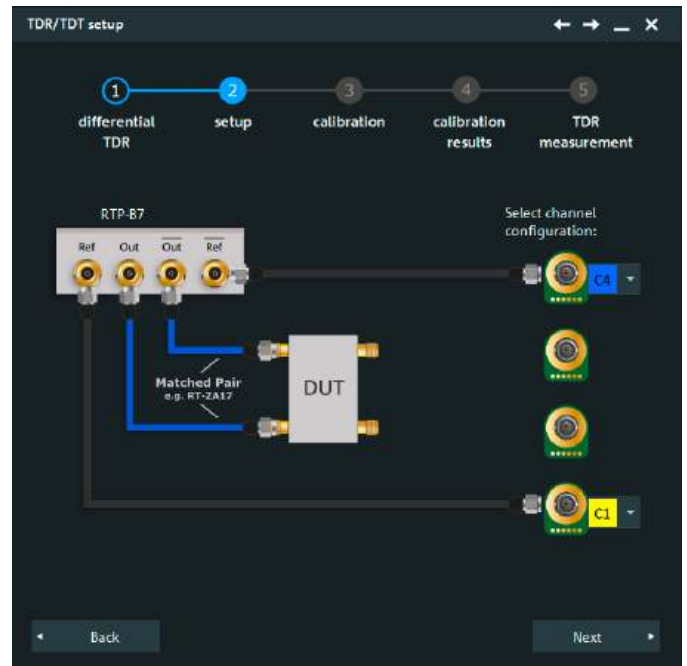 TDR/TDT setup
1
2
3
4
5
differential
TDR
setup
calibration
calibration
results
TDR
measurement
RTP-B7
Ref Out Out Ref
Select channel
configuration:
C4
Matched Pair
e.g. RT-ZA17
DUT
C1
Back
Next